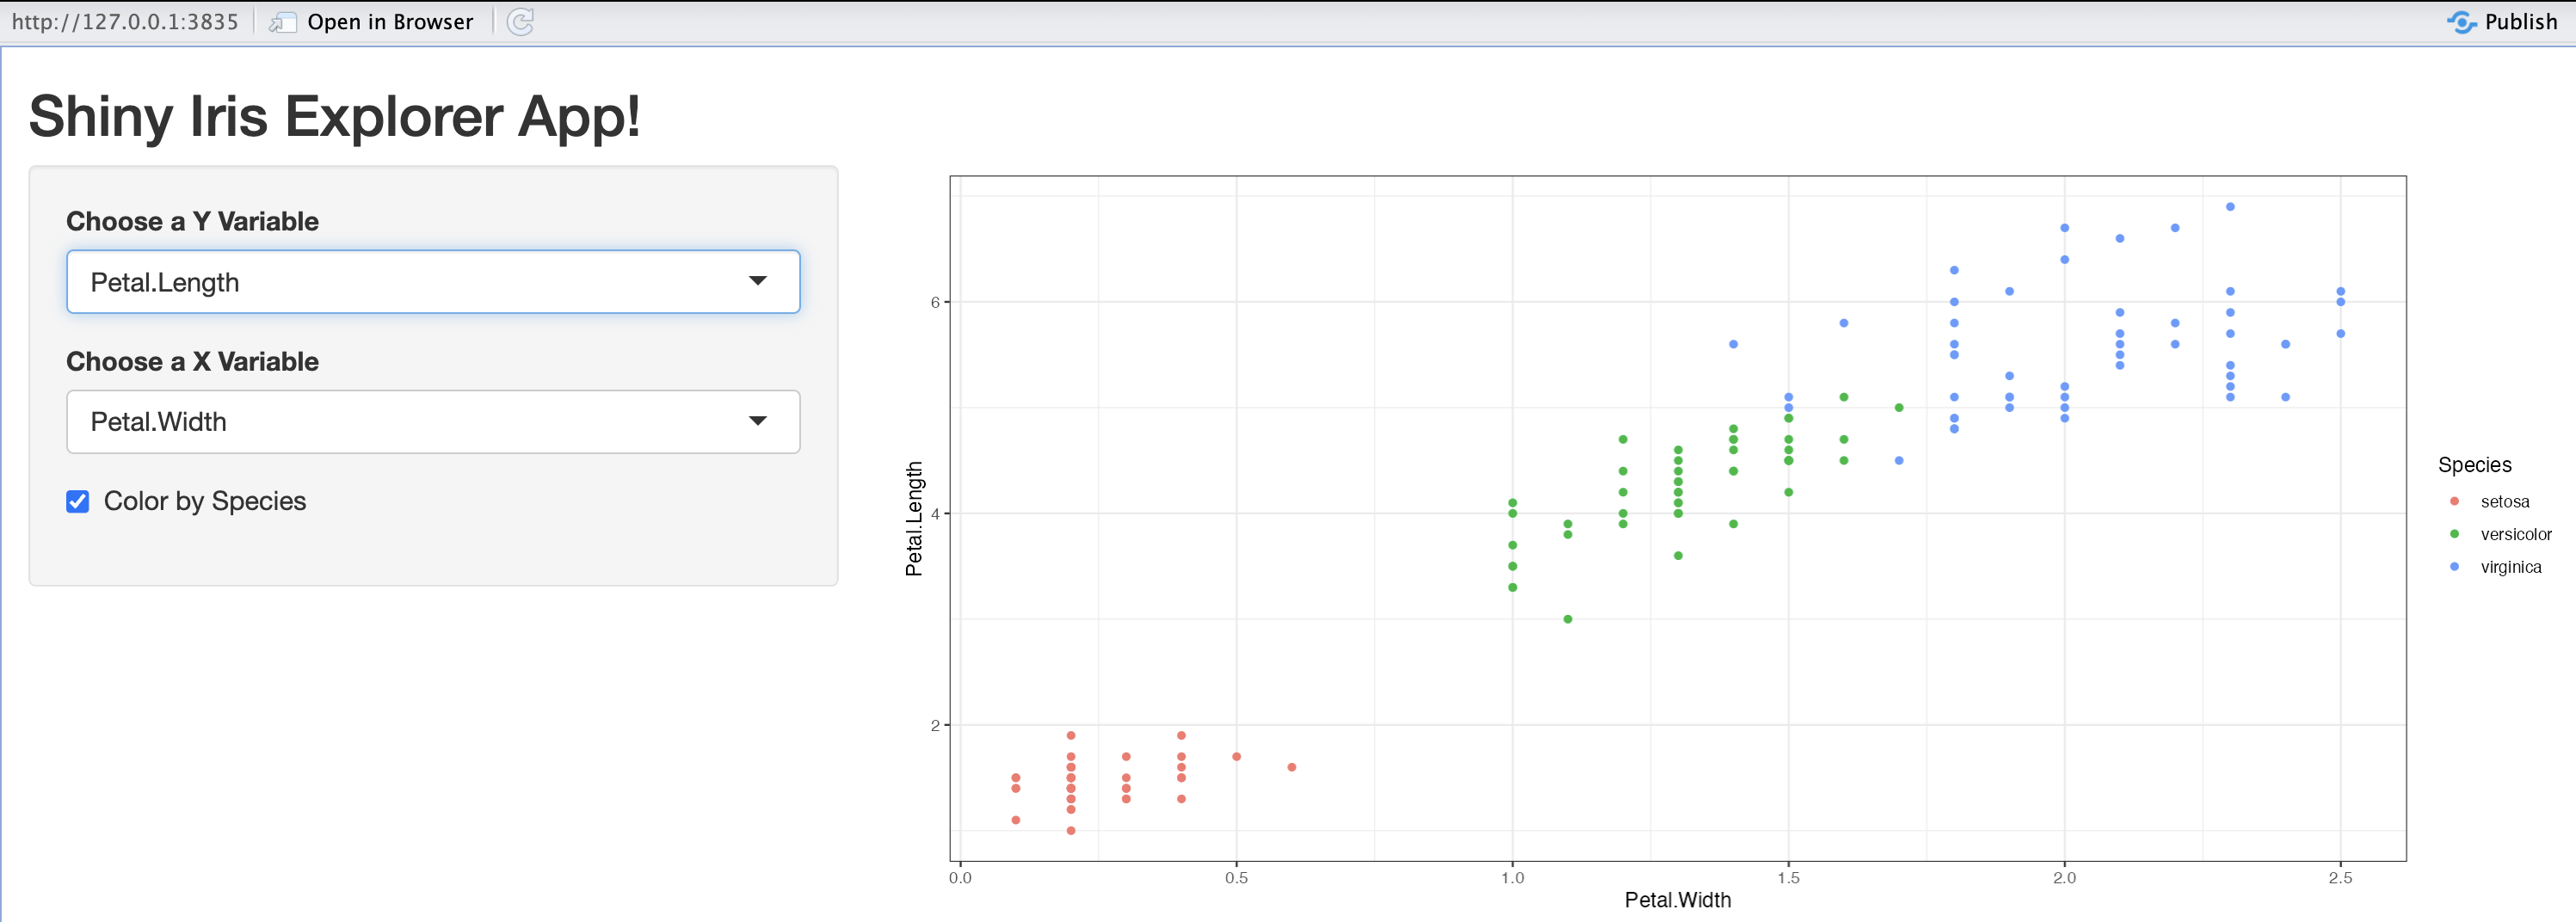 http://127.0.0.1:3835 Open in Browser Publish
Shiny Iris Explorer App!
Choose a Y Variable
Petal.Length
Choose a X Variable
Petal.Width
Color by Species
Petal.Length
6
4
2
0.0 0.5 1.0 1.5 2.0 2.5
Petal.Width
Species
setosa
versicolor
virginica